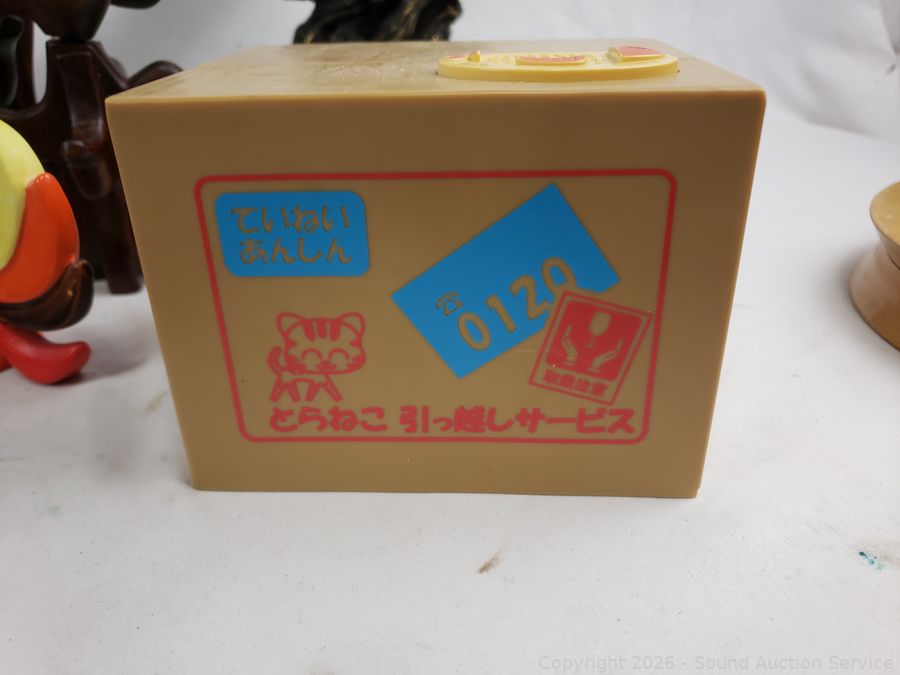 ていねい
あんしん
☎
0120
取扱注意
とらねこ 引っ越しサービス
Copyright 2026 - Sound Auction Service